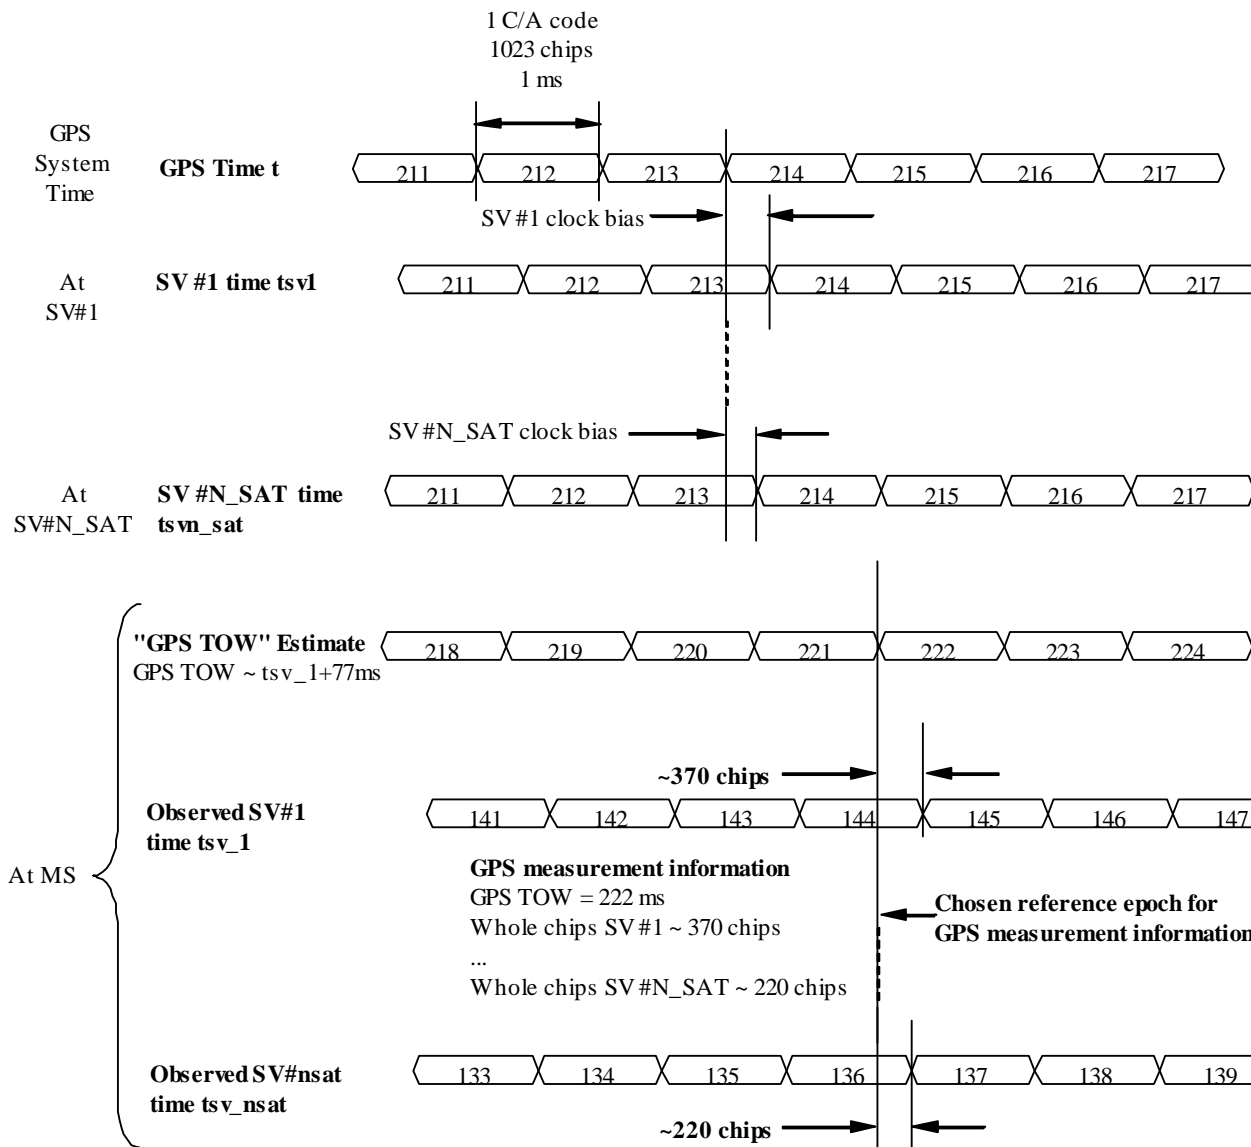 1 C/A code
1023 chips
1 ms
GPS
System
Time
GPS Time t
211 212 213 214 215 216 217
SV #1 clock bias
At
SV#1
SV #1 time tsv1
211 212 213 214 215 216 217
SV #N_SAT clock bias
At
SV#N_SAT
SV #N_SAT time
tsvn_sat
211 212 213 214 215 216 217
"GPS TOW" Estimate
GPS TOW ~ tsv_1+77ms
218 219 220 221 222 223 224
~370 chips
Observed SV#1
time tsv_1
141 142 143 144 145 146 147
At MS
GPS measurement information
GPS TOW = 222 ms
Whole chips SV #1 ~ 370 chips
...
Whole chips SV #N_SAT ~ 220 chips
Chosen reference epoch for
GPS measurement information
Observed SV#nsat
time tsv_nsat
133 134 135 136 137 138 139
~220 chips